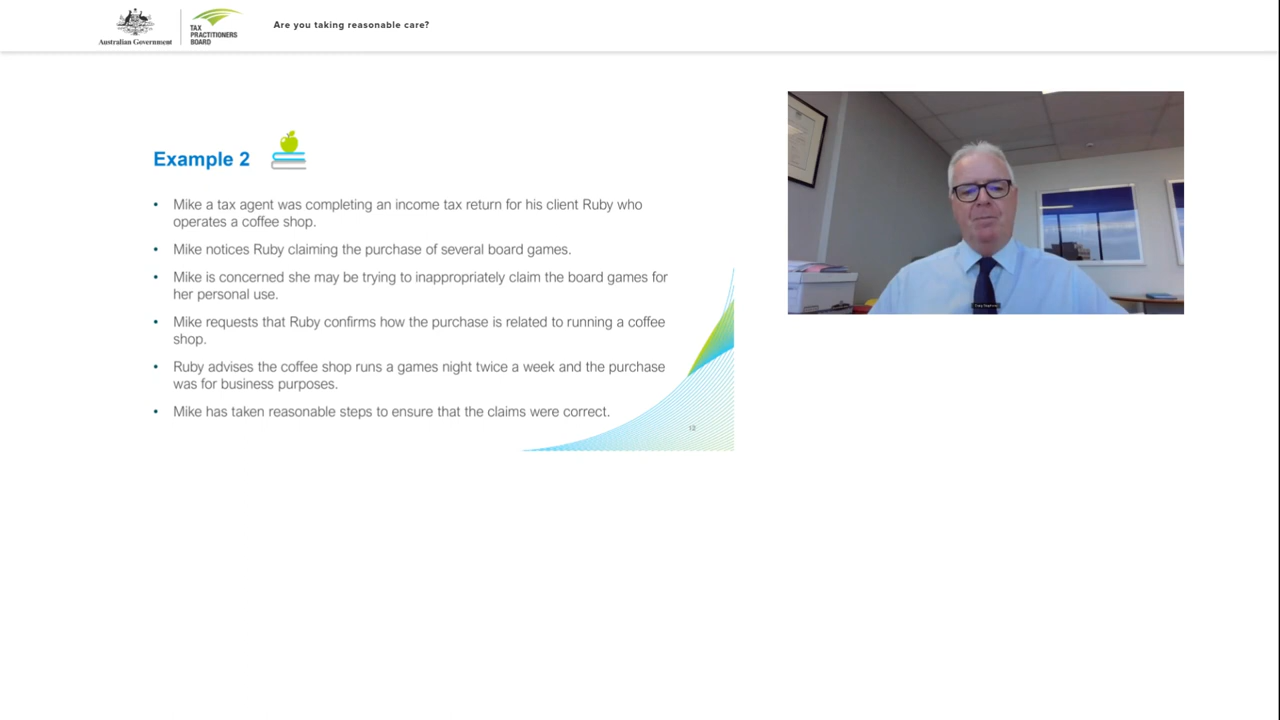 Australian Government
TAX
PRACTITIONERS
BOARD
Are you taking reasonable care?
Example 2
• Mike a tax agent was completing an income tax return for his client Ruby who
operates a coffee shop.
• Mike notices Ruby claiming the purchase of several board games.
• Mike is concerned she may be trying to inappropriately claim the board games for
her personal use.
• Mike requests that Ruby confirms how the purchase is related to running a coffee
shop.
• Ruby advises the coffee shop runs a games night twice a week and the purchase
was for business purposes.
• Mike has taken reasonable steps to ensure that the claims were correct.
12